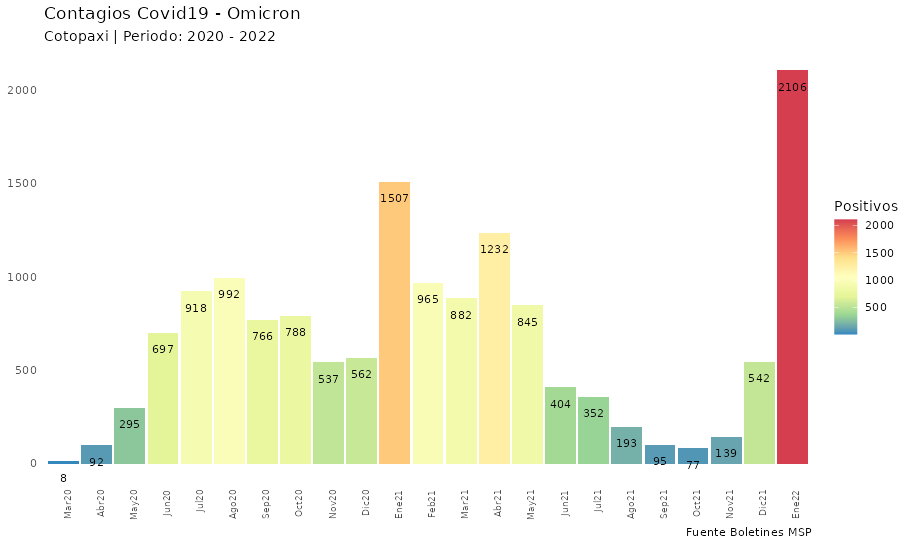 Contagios Covid19 - Omicron
Cotopaxi | Periodo: 2020 - 2022
2000
1500
1000
500
0
8
92
295
697
918
992
766
788
537
562
1507
965
882
1232
845
404
352
193
95
77
139
542
2106
Mar20
Abr20
May20
Jun20
Jul20
Ago20
Sep20
Oct20
Nov20
Dic20
Ene21
Feb21
Mar21
Abr21
May21
Jun21
Jul21
Ago21
Sep21
Oct21
Nov21
Dic21
Ene22
Positivos
2000
1500
1000
500
Fuente Boletines MSP